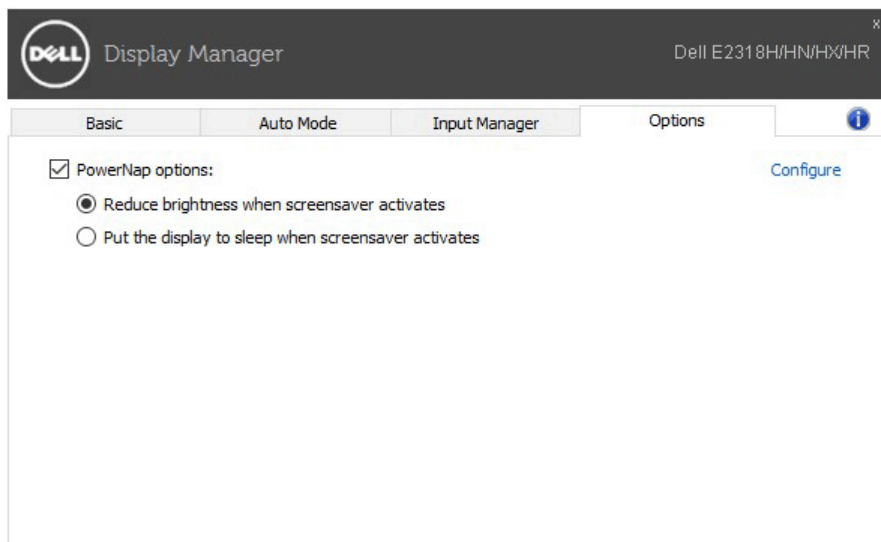 x
DELL Display Manager
Dell E2318H/HN/HX/HR
Basic Auto Mode Input Manager Options i
PowerNap options: Configure
Reduce brightness when screensaver activates
Put the display to sleep when screensaver activates